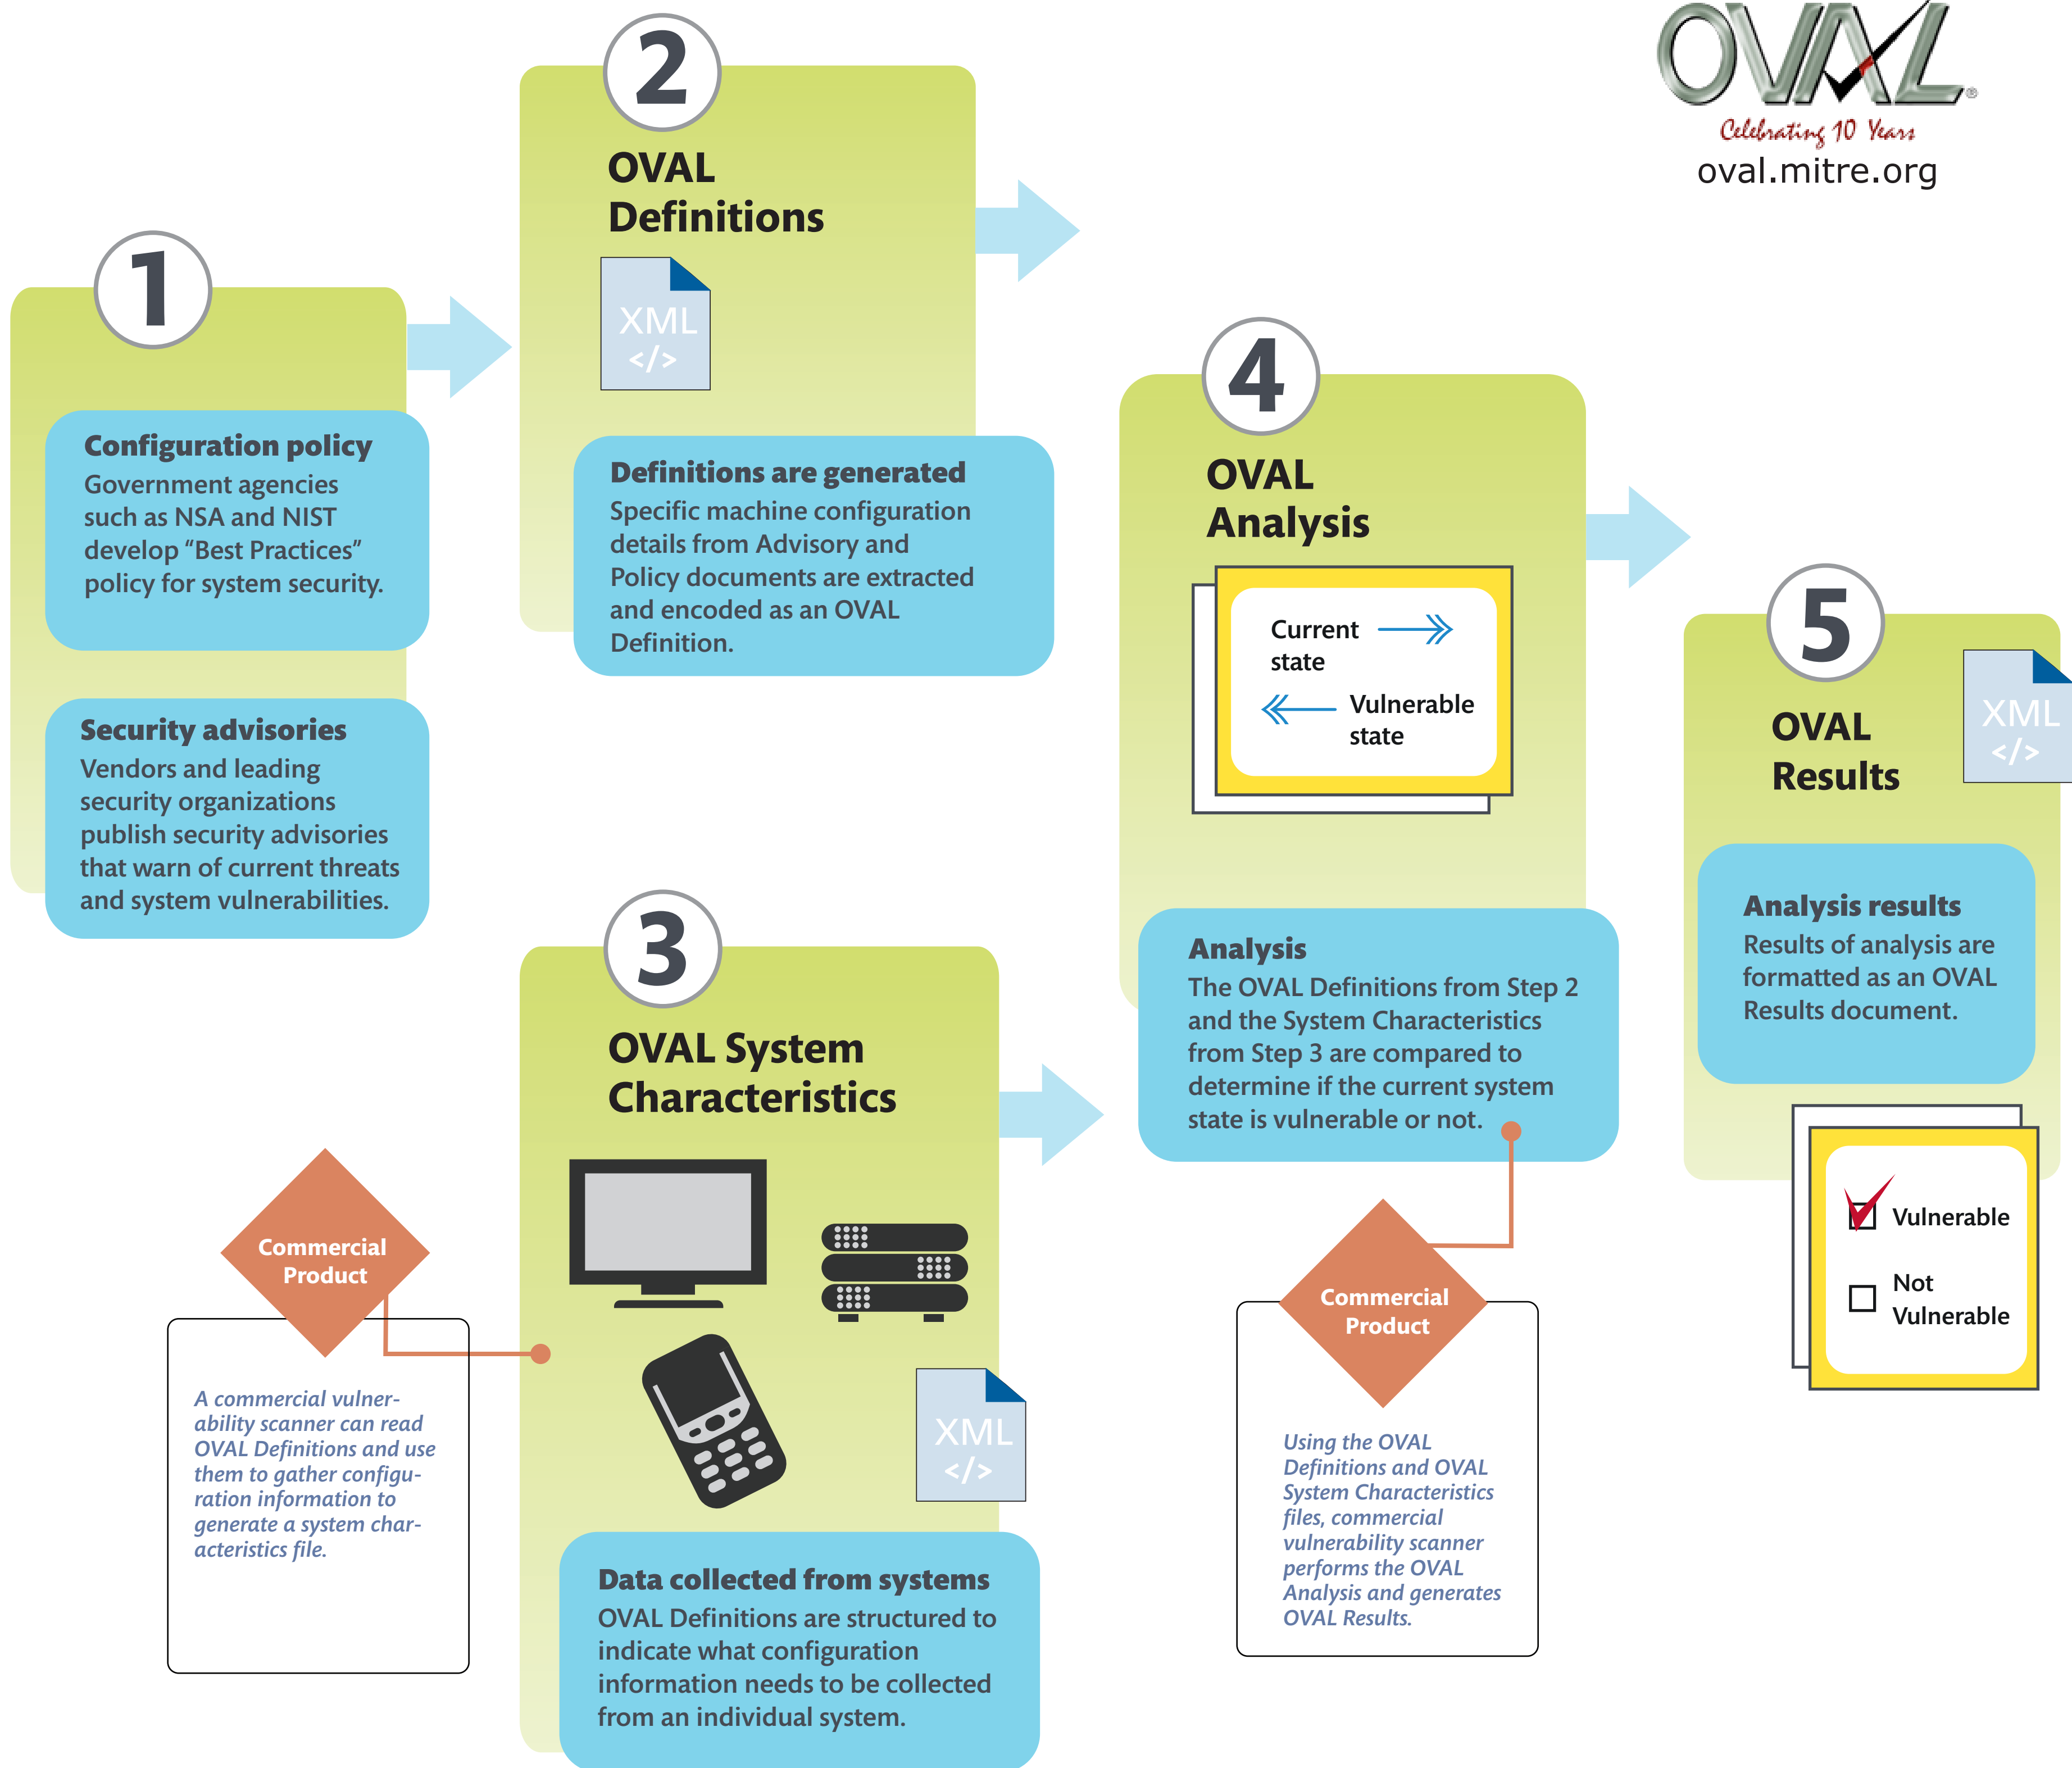 OVAL®
Celebrating 10 Years
oval.mitre.org
1
Configuration policy
Government agencies
such as NSA and NIST
develop “Best Practices”
policy for system security.
Security advisories
Vendors and leading
security organizations
publish security advisories
that warn of current threats
and system vulnerabilities.
2
OVAL
Definitions
XML
</>
Definitions are generated
Specific machine configuration
details from Advisory and
Policy documents are extracted
and encoded as an OVAL
Definition.
3
OVAL System
Characteristics
XML
</>
Data collected from systems
OVAL Definitions are structured to
indicate what configuration
information needs to be collected
from an individual system.
Commercial
Product
A commercial vulner-
ability scanner can read
OVAL Definitions and use
them to gather configu-
ration information to
generate a system char-
acteristics file.
4
OVAL
Analysis
Current
state
Vulnerable
state
Analysis
The OVAL Definitions from Step 2
and the System Characteristics
from Step 3 are compared to
determine if the current system
state is vulnerable or not.
Commercial
Product
Using the OVAL
Definitions and OVAL
System Characteristics
files, commercial
vulnerability scanner
performs the OVAL
Analysis and generates
OVAL Results.
5
OVAL
Results
XML
</>
Analysis results
Results of analysis are
formatted as an OVAL
Results document.
Vulnerable
Not
Vulnerable